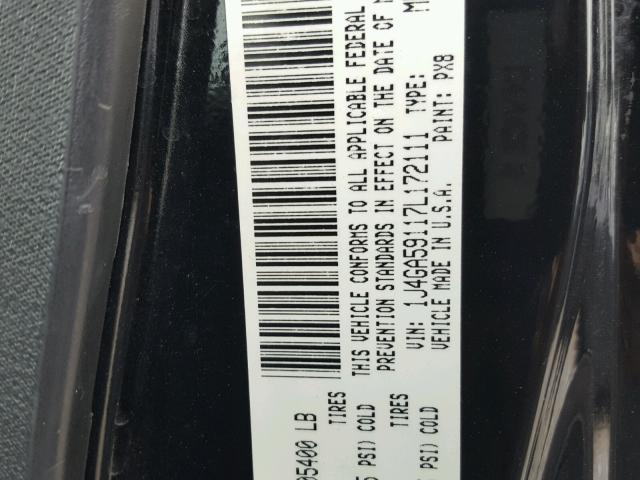 05400 LB
TIRES
PSI) COLD
THIS VEHICLE CONFORMS TO ALL APPLICABLE FEDERAL
PREVENTION STANDARDS IN EFFECT ON THE DATE OF
TIRES
VIN: 1J4GA59117L172111 TYPE:
PSI) COLD
VEHICLE MADE IN U.S.A. PAINT: PX8